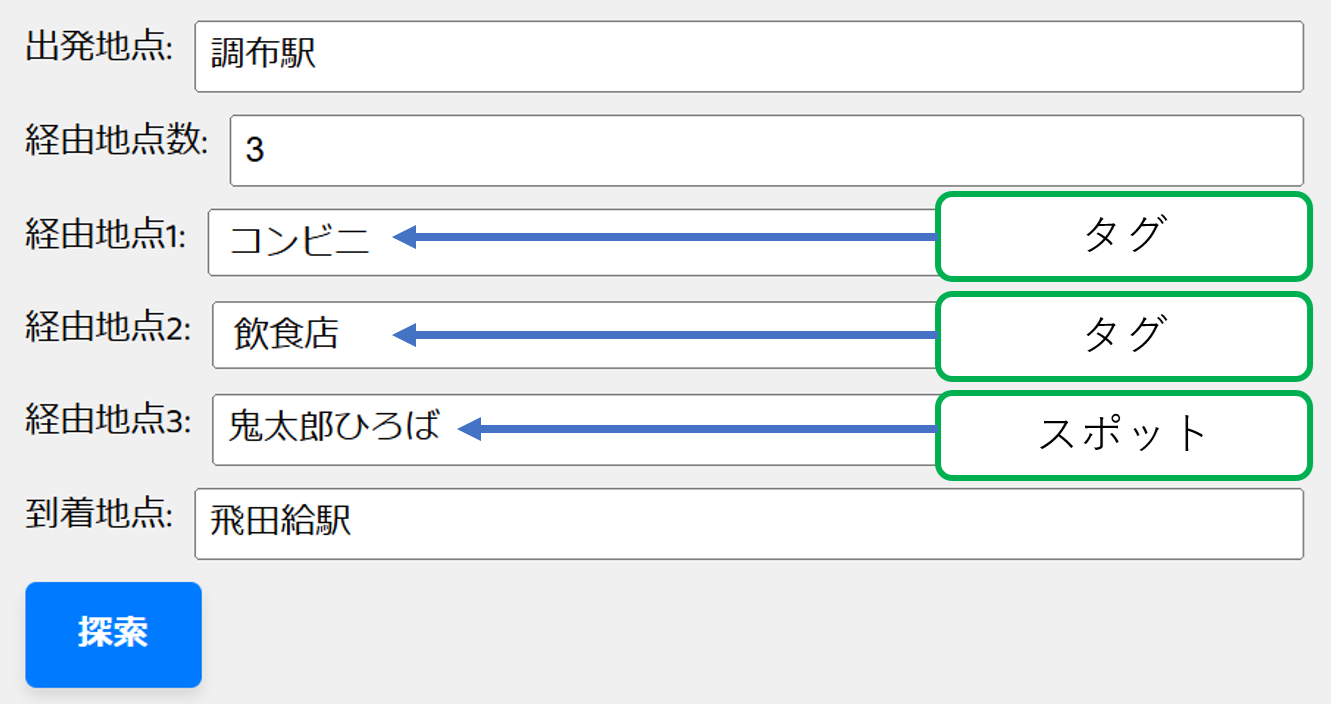 出発地点: 調布駅
経由地点数: 3
経由地点1: コンビニ タグ
経由地点2: 飲食店 タグ
経由地点3: 鬼太郎ひろば スポット
到着地点: 飛田給駅
探索